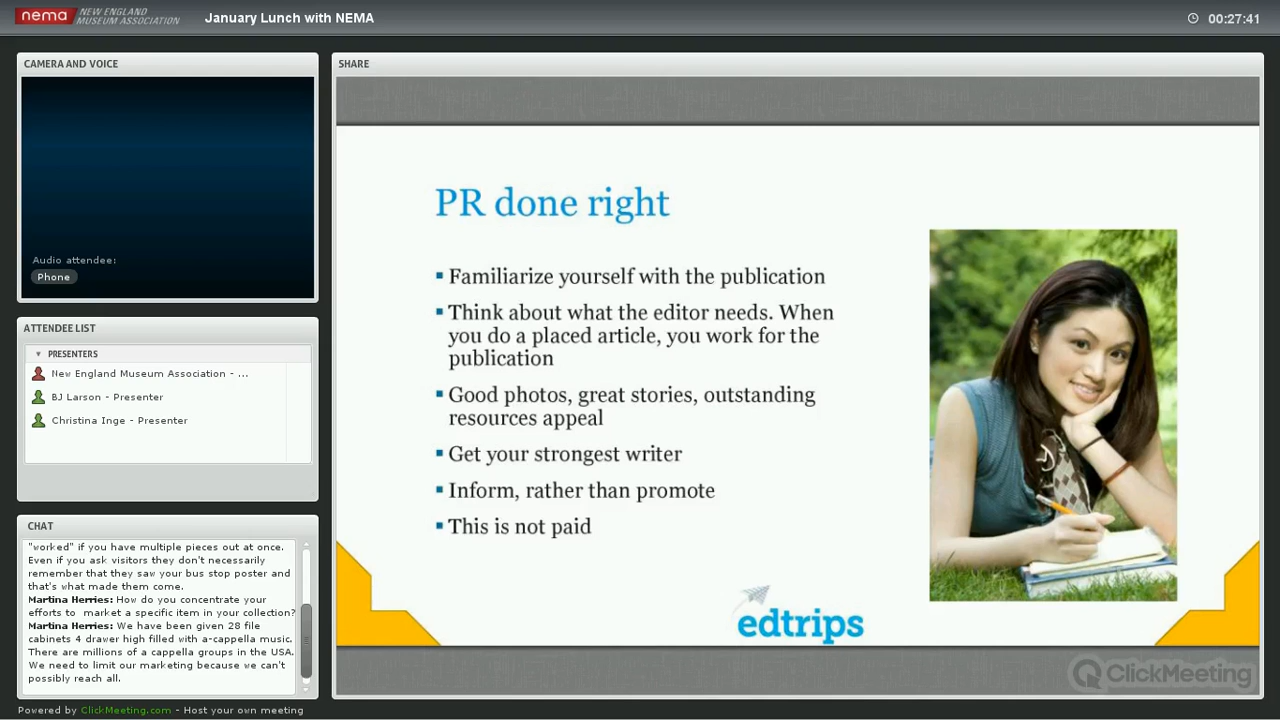 nema NEW ENGLAND
MUSEUM ASSOCIATION
January Lunch with NEMA
00:27:41
CAMERA AND VOICE
Audio attendee:
Phone
ATTENDEE LIST
PRESENTERS
New England Museum Association - ...
BJ Larson - Presenter
Christina Inge - Presenter
CHAT
"worked" if you have multiple pieces out at once.
Even if you ask visitors they don't necessarily
remember that they saw your bus stop poster and
that's what made them come.
Martina Herries: How do you concentrate your
efforts to market a specific item in your collection?
Martina Herries: We have been given 28 file
cabinets 4 drawer high filled with a-cappella music.
There are millions of a cappella groups in the USA.
We need to limit our marketing because we can't
possibly reach all.
Powered by ClickMeeting.com - Host your own meeting
SHARE
PR done right
▪ Familiarize yourself with the publication
▪ Think about what the editor needs. When
you do a placed article, you work for the
publication
▪ Good photos, great stories, outstanding
resources appeal
▪ Get your strongest writer
▪ Inform, rather than promote
▪ This is not paid
edtrips
ClickMeeting